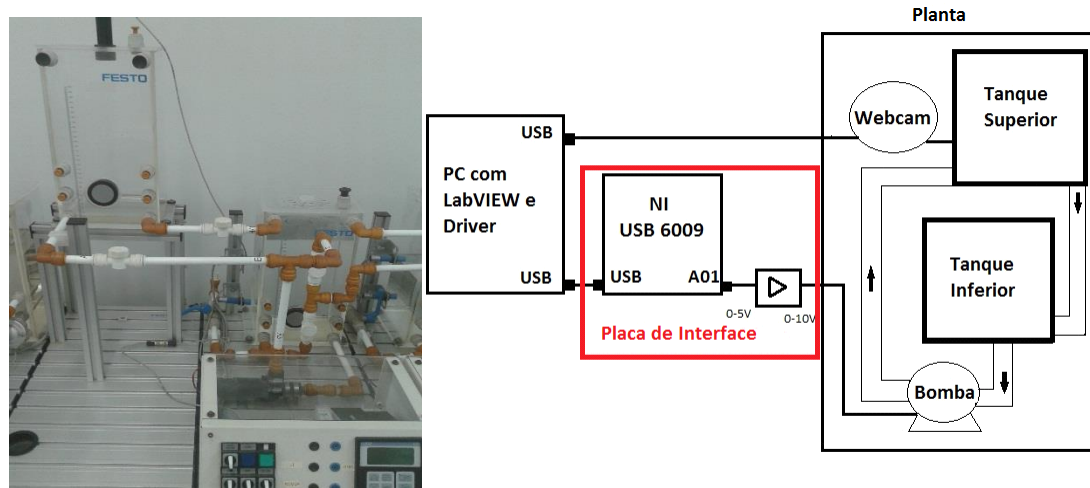 FESTO
FESTO
Planta
Webcam
Tanque
Superior
USB
PC com
LabVIEW e
Driver
USB
NI
USB 6009
USB
A01
0-5V
0-10V
Placa de Interface
Tanque
Inferior
Bomba